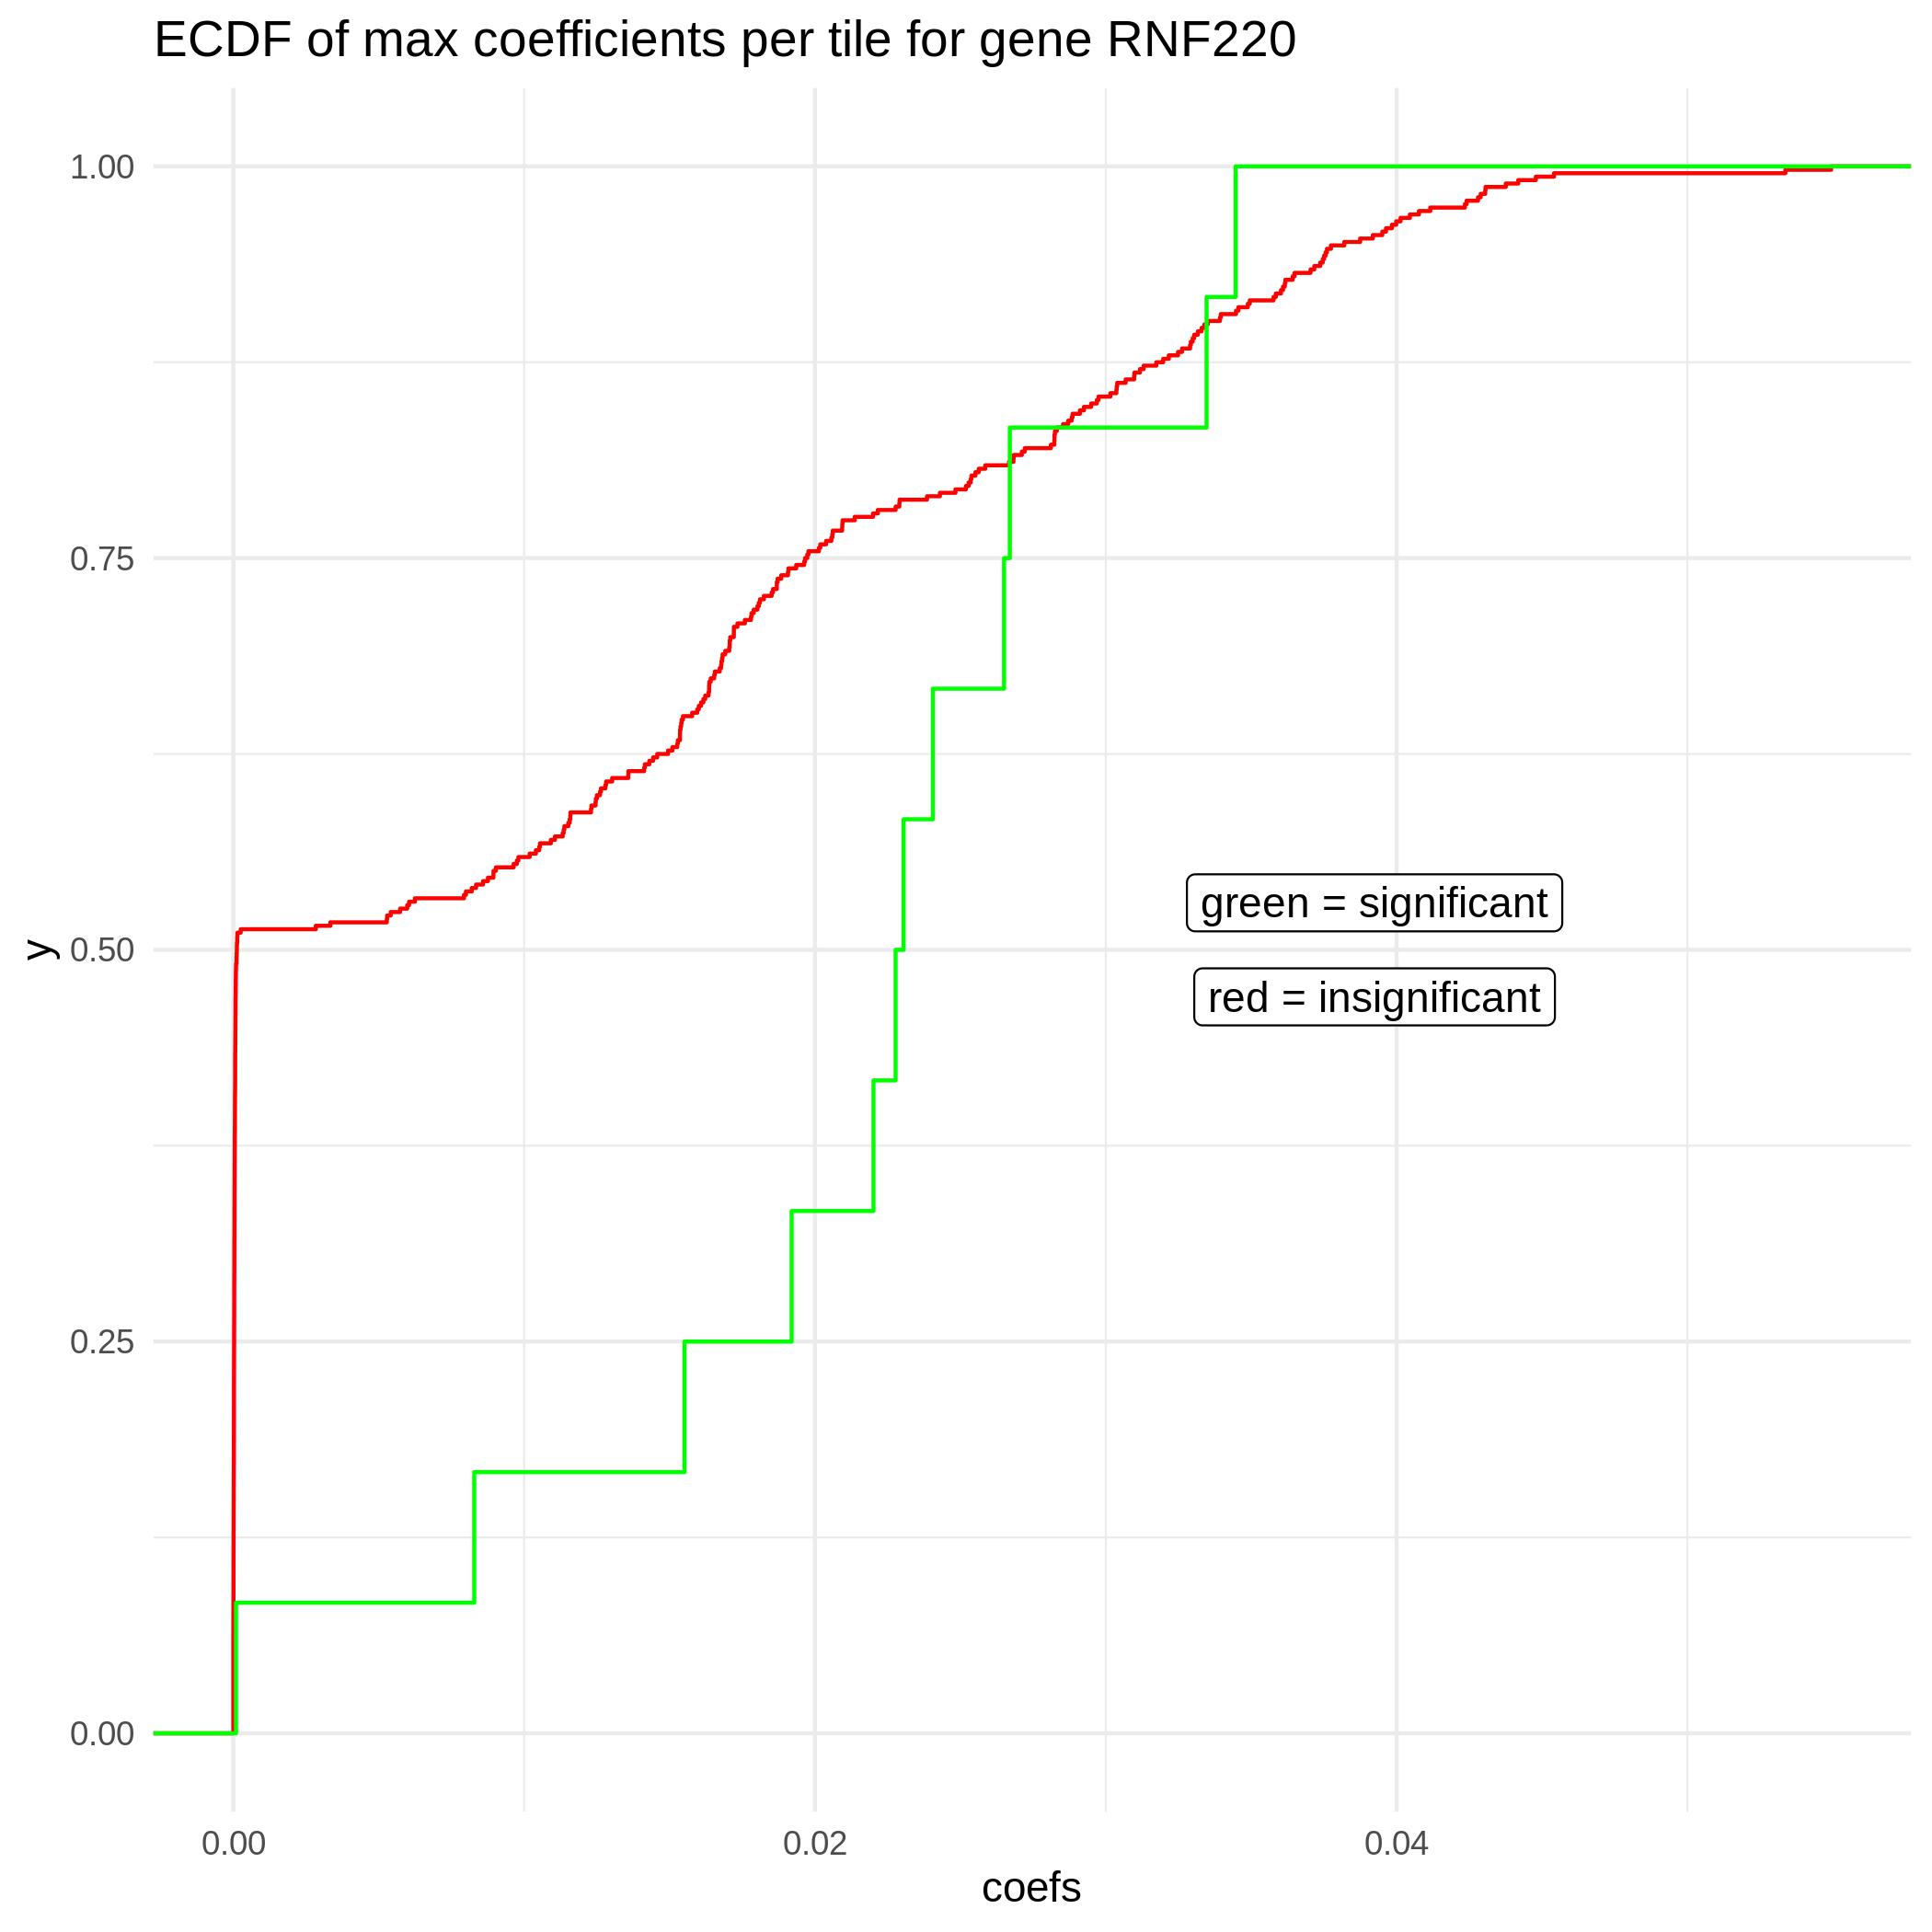 ECDF of max coefficients per tile for gene RNF220
1.00
0.75
0.50
0.25
0.00
y
green = significant
red = insignificant
0.00 0.02 0.04
coefs